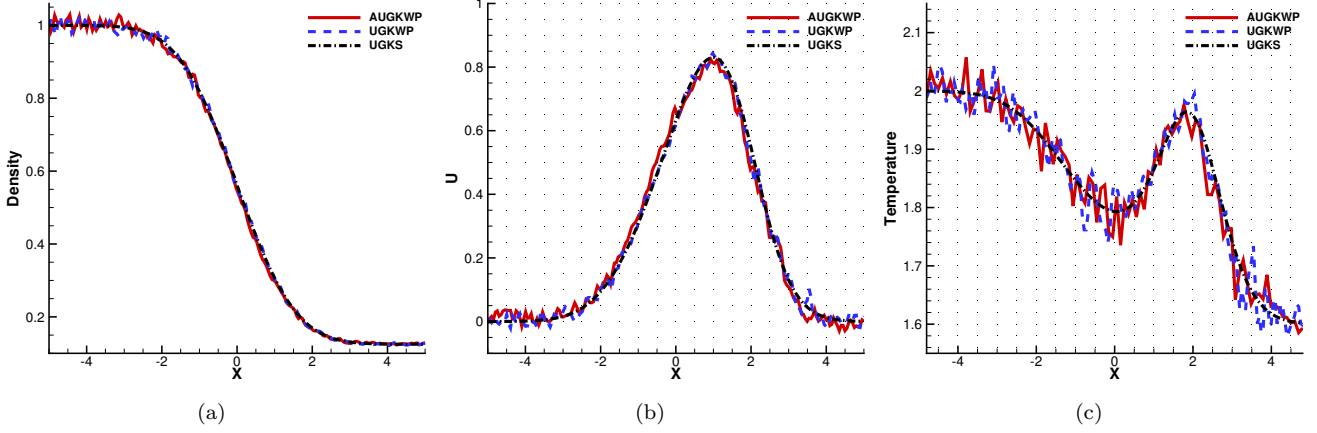 AUGKWP
UGKWP
UGKS
Density
1
0.8
0.6
0.4
0.2
-4 -2 0 2 4
X
(a)
AUGKWP
UGKWP
UGKS
U
1
0.8
0.6
0.4
0.2
0
-4 -2 0 2 4
X
(b)
AUGKWP
UGKWP
UGKS
Temperature
2.1
2
1.9
1.8
1.7
1.6
-4 -2 0 2 4
X
(c)